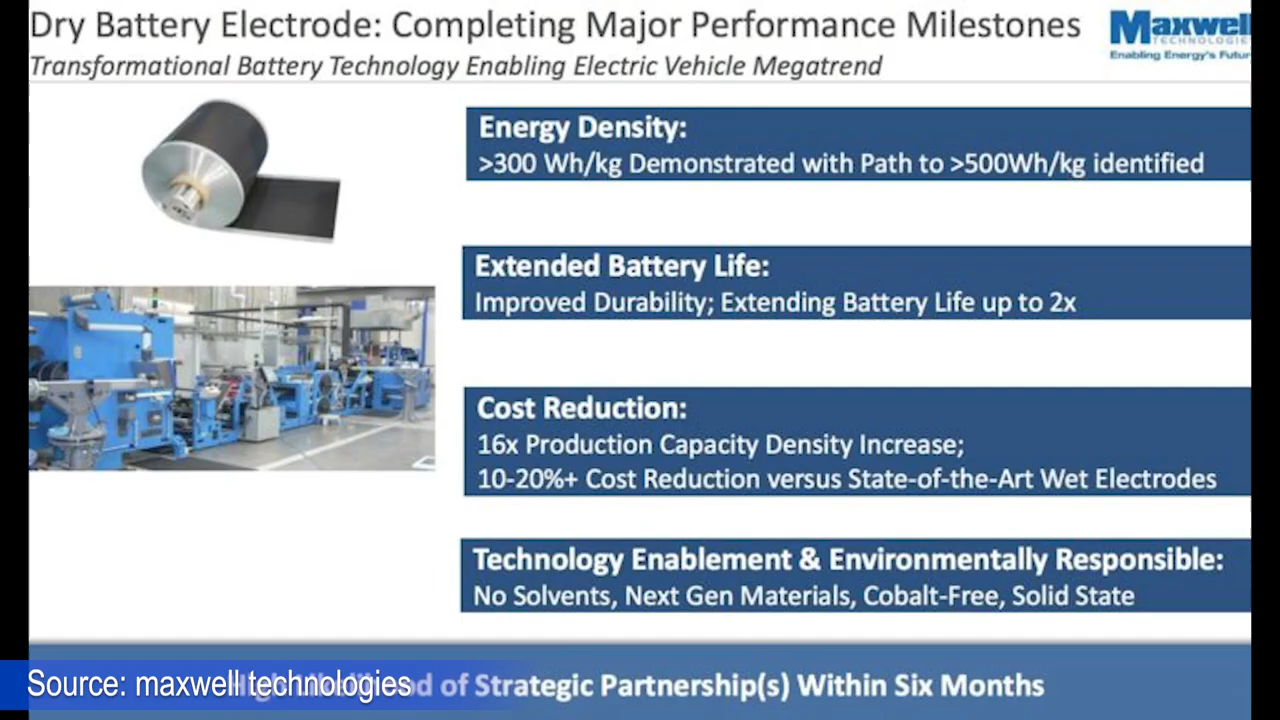 Dry Battery Electrode: Completing Major Performance Milestones
Transformational Battery Technology Enabling Electric Vehicle Megatrend
Maxwell
TECHNOLOGIES
Enabling Energy's Future
Energy Density:
>300 Wh/kg Demonstrated with Path to >500Wh/kg identified
Extended Battery Life:
Improved Durability; Extending Battery Life up to 2x
Cost Reduction:
16x Production Capacity Density Increase;
10-20%+ Cost Reduction versus State-of-the-Art Wet Electrodes
Technology Enablement & Environmentally Responsible:
No Solvents, Next Gen Materials, Cobalt-Free, Solid State
of Strategic Partnership(s) Within Six Months
Source: maxwell technologies